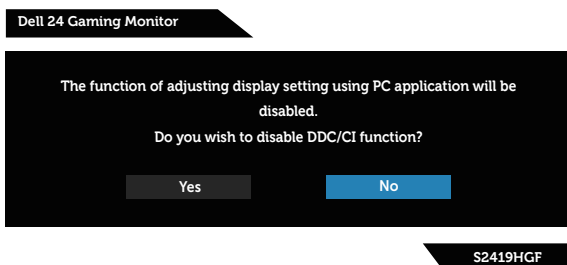 Dell 24 Gaming Monitor
The function of adjusting display setting using PC application will be
disabled.
Do you wish to disable DDC/CI function?
Yes No
S2419HGF